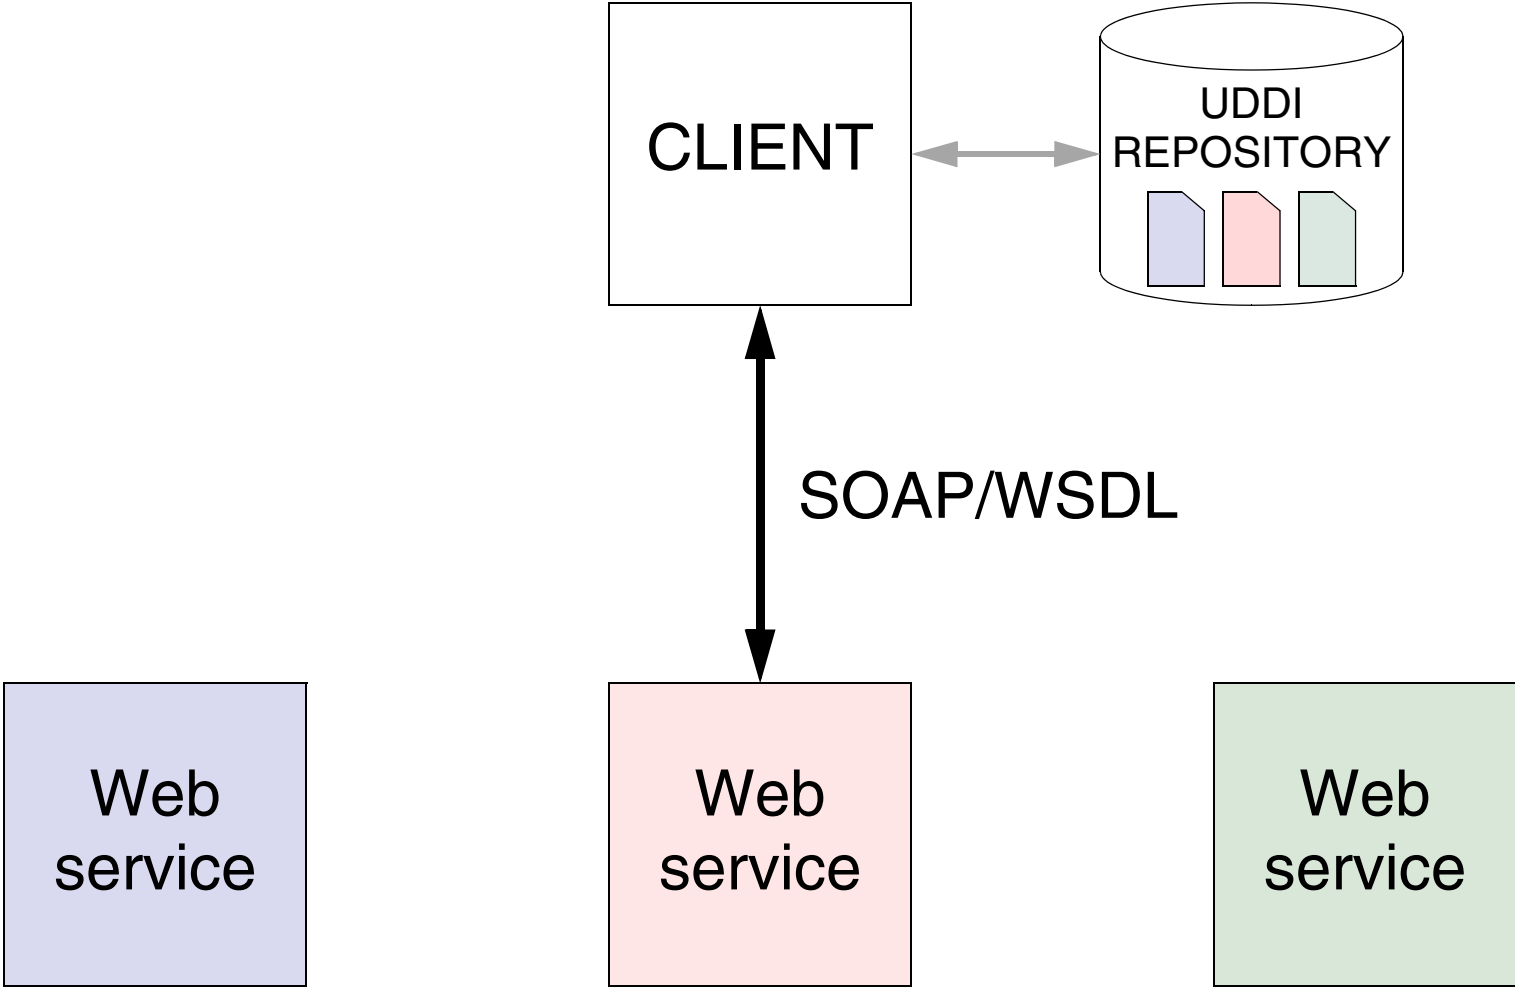 CLIENT
UDDI
REPOSITORY
SOAP/WSDL
Web
service
Web
service
Web
service